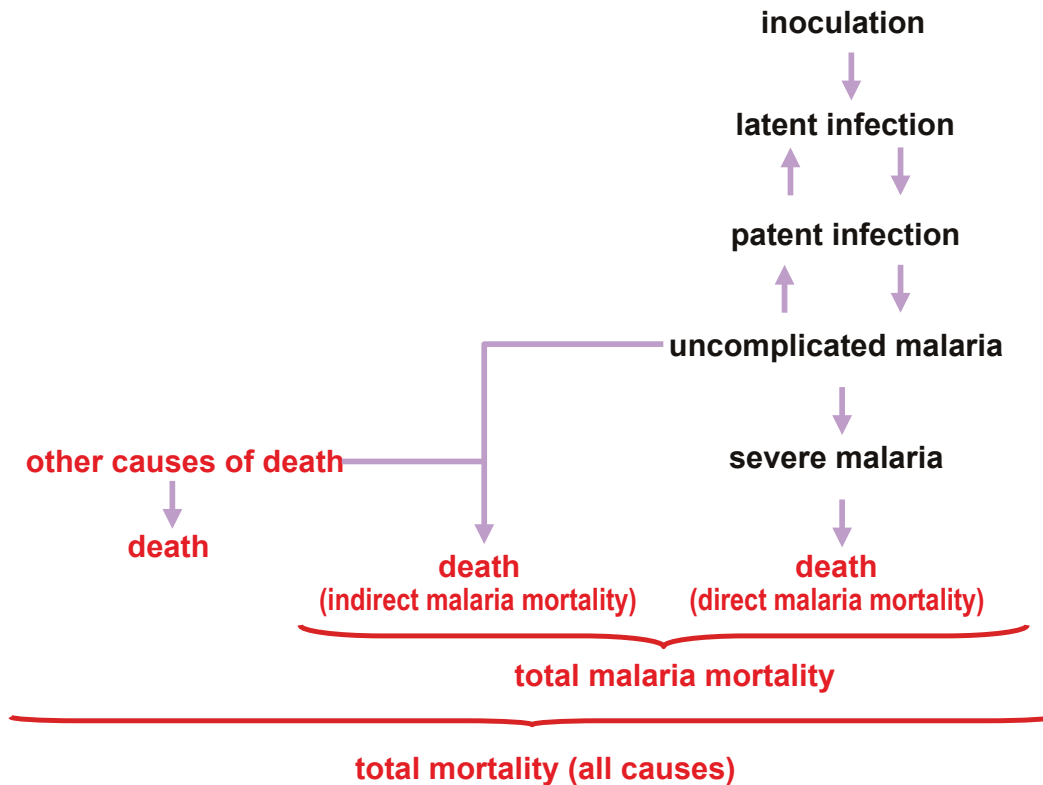 inoculation
latent infection
patent infection
uncomplicated malaria
other causes of death
severe malaria
death
death
(indirect malaria mortality)
death
(direct malaria mortality)
total malaria mortality
total mortality (all causes)